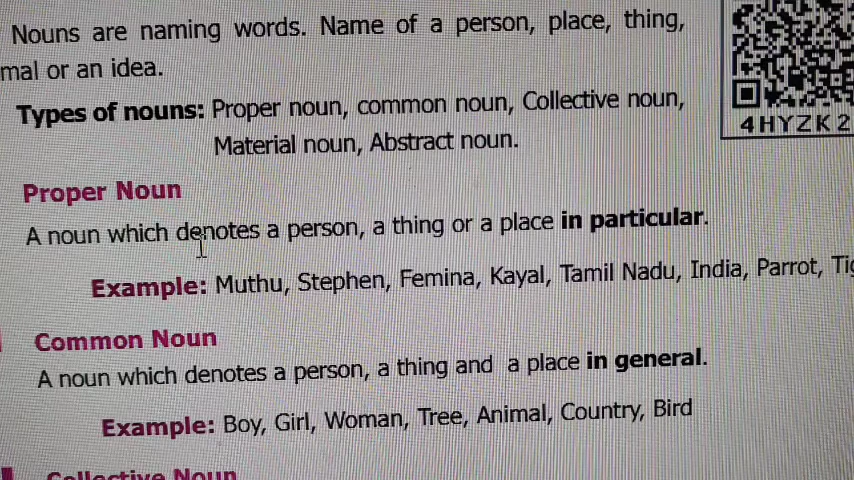 Nouns are naming words. Name of a person, place, thing,
or an idea.
Types of nouns: Proper noun, common noun, Collective noun,
Material noun, Abstract noun.
4HYZK2
Proper Noun
A noun which denotes a person, a thing or a place in particular.
Example: Muthu, Stephen, Femina, Kayal, Tamil Nadu, India, Parrot,
Common Noun
A noun which denotes a person, a thing and a place in general.
Example: Boy, Girl, Woman, Tree, Animal, Country, Bird
Collective Noun